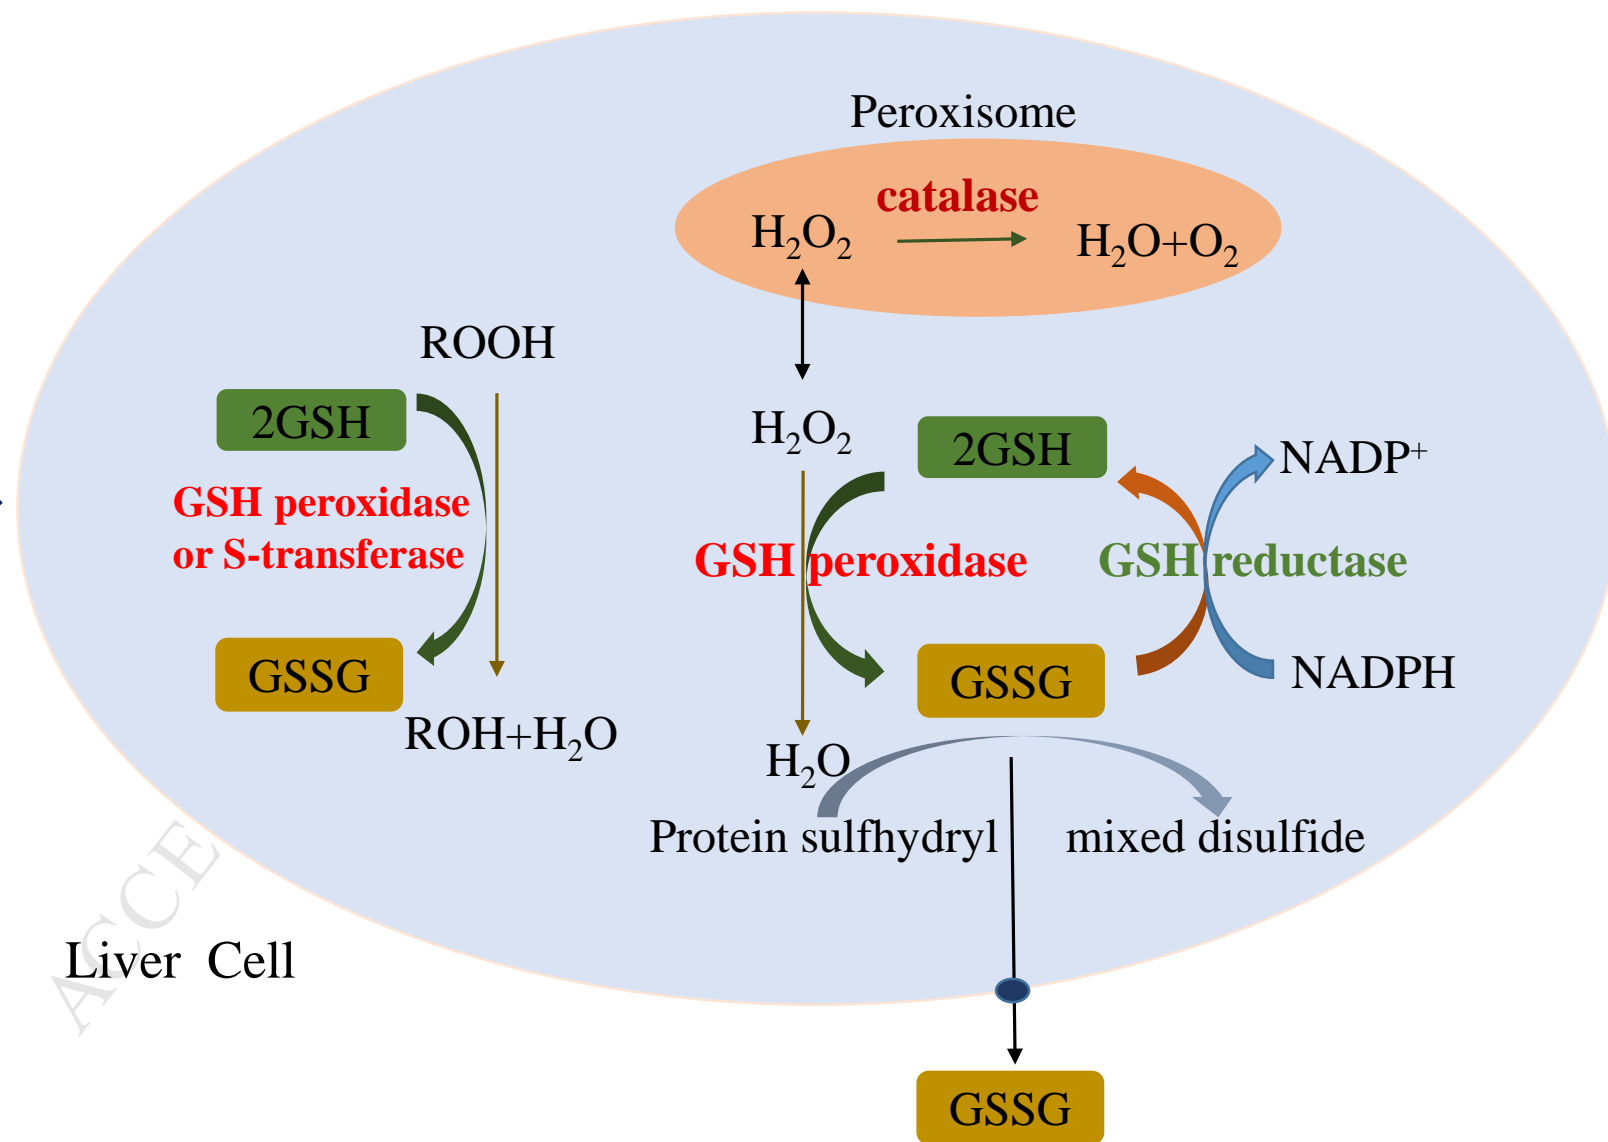 Peroxisome
catalase
H₂O₂
H₂O+O₂
ROOH
2GSH
H₂O₂
2GSH
NADP⁺
GSH peroxidase
or S-transferase
GSH peroxidase
GSH reductase
GSSG
GSSG
NADPH
ROH+H₂O
H₂O
Protein sulfhydryl
mixed disulfide
ACCE
Liver Cell
GSSG